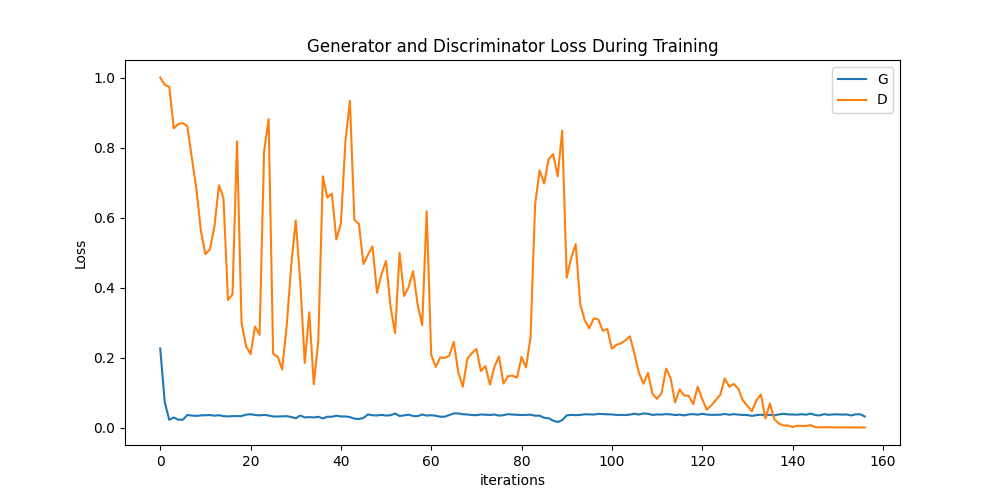 Generator and Discriminator Loss During Training
G
D
1.0
0.8
0.6
0.4
0.2
0.0
Loss
0 20 40 60 80 100 120 140 160
iterations